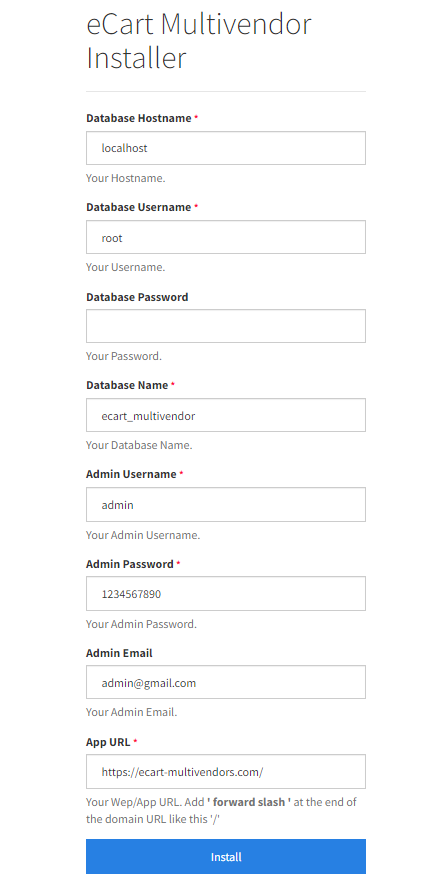 eCart Multivendor
Installer
Database Hostname *
localhost
Your Hostname.
Database Username *
root
Your Username.
Database Password
Your Password.
Database Name *
ecart_multivendor
Your Database Name.
Admin Username *
admin
Your Admin Username.
Admin Password *
1234567890
Your Admin Password.
Admin Email
admin@gmail.com
Your Admin Email.
App URL *
https://ecart-multivendors.com/
Your Wep/App URL. Add ' forward slash ' at the end of
the domain URL like this '/'
Install